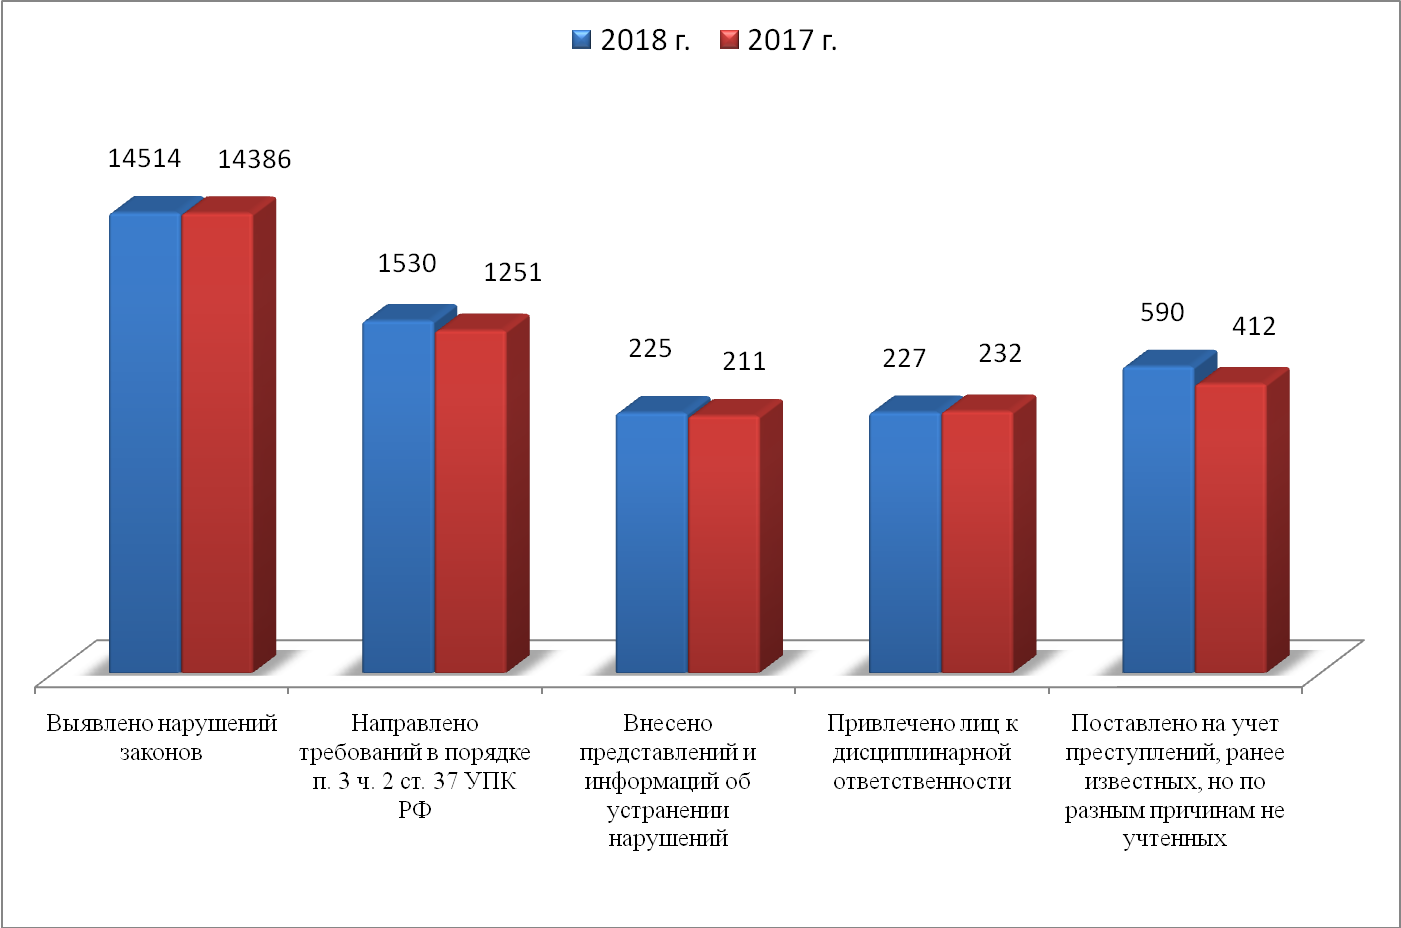 2018 г. 2017 г.
14514 14386
1530 1251
225 211
227 232
590 412
Выявлено нарушений
законов
Направлено
требований в порядке
п. 3 ч. 2 ст. 37 УПК
РФ
Внесено
представлений и
информаций об
устранении
нарушений
Привлечено лиц к
дисциплинарной
ответственности
Поставлено на учет
преступлений, ранее
известных, но по
разным причинам не
учтенных